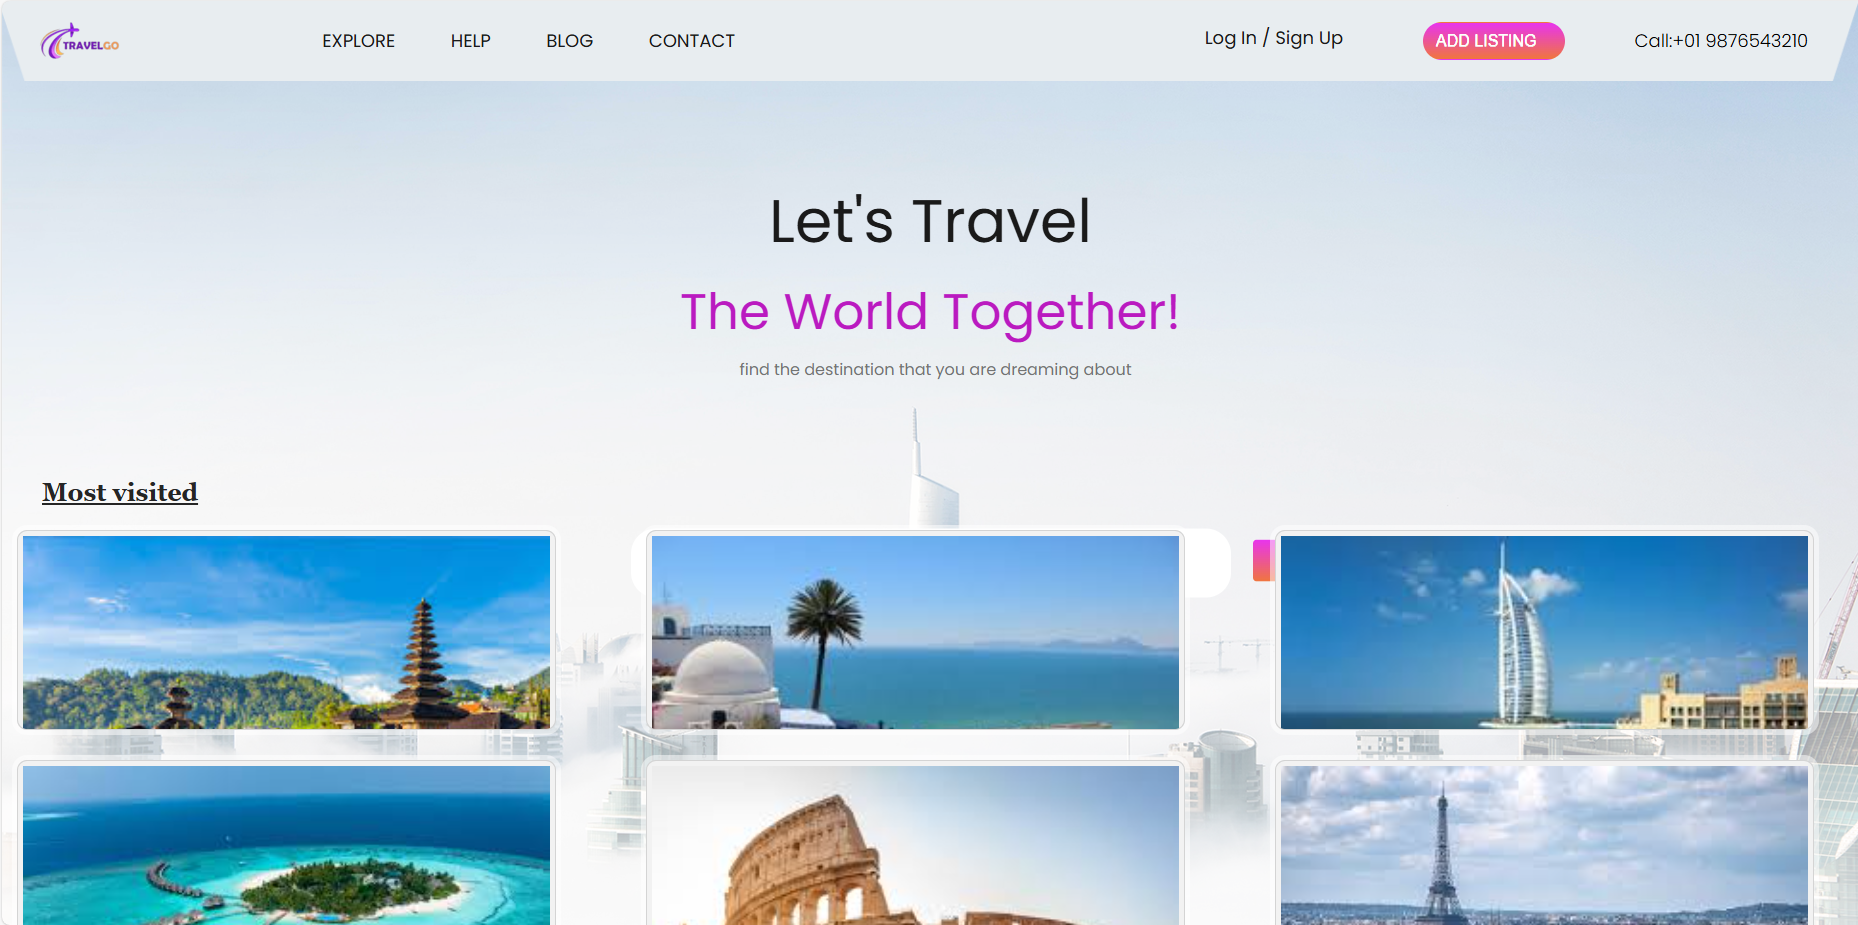 TRAVELGO
EXPLORE
HELP
BLOG
CONTACT
Log In / Sign Up
ADD LISTING
Call:+01 9876543210
Let's Travel
The World Together!
find the destination that you are dreaming about
Most visited